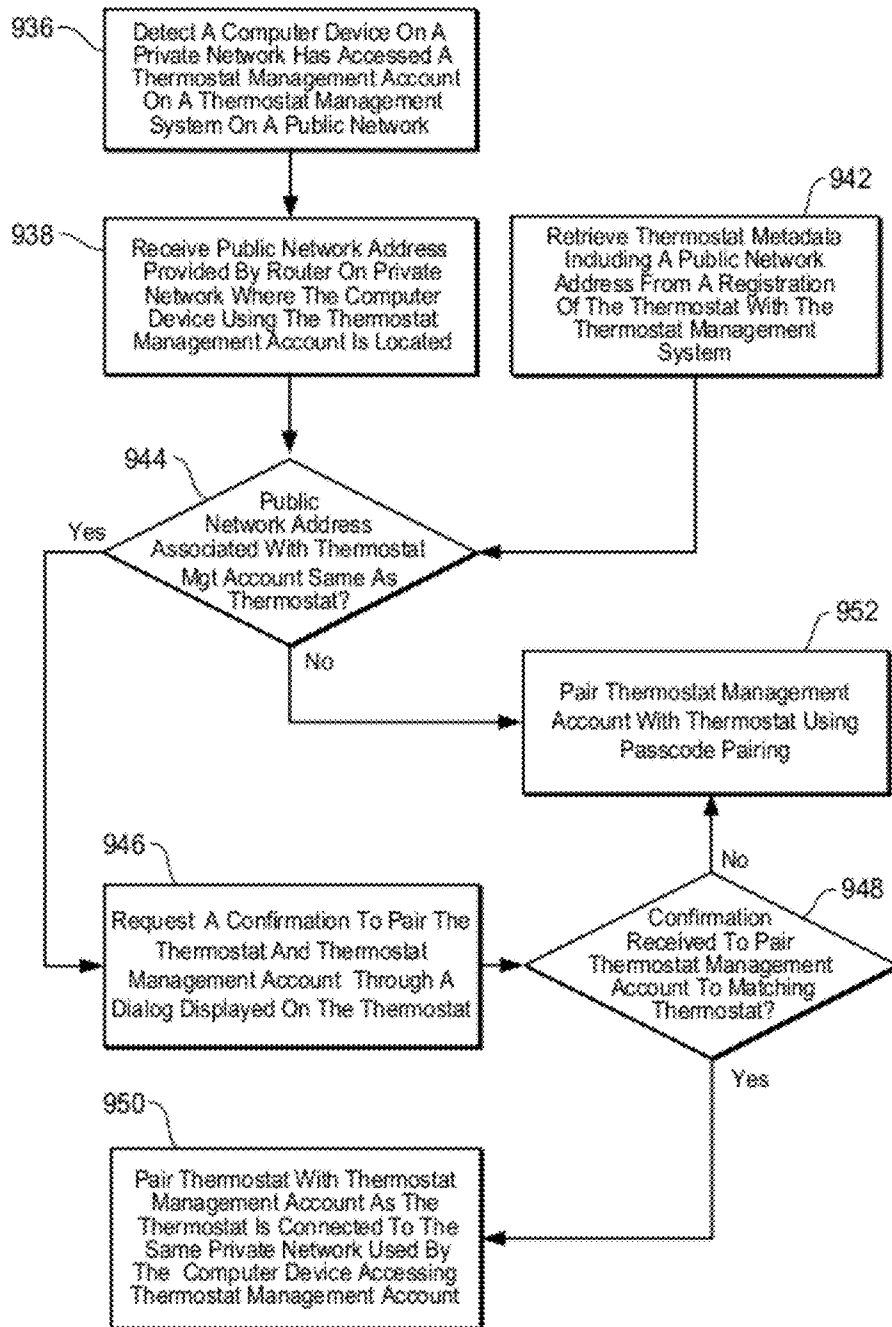 936
Detect A Computer Device On A
Private Network Has Accessed A
Thermostat Management Account
On A Thermostat Management
System On A Public Network
938
Receive Public Network Address
Provided By Router On Private
Network Where The Computer
Device Using The Thermostat
Management Account Is Located
942
Retrieve Thermostat Metadata
Including A Public Network
Address From A Registration
Of The Thermostat With The
Thermostat Management
System
944
Public
Network Address
Associated With Thermostat
Mgt Account Same As
Thermostat?
Yes
No
952
Pair Thermostat Management
Account With Thermostat Using
Passcode Pairing
946
Request A Confirmation To Pair The
Thermostat And Thermostat
Management Account Through A
Dialog Displayed On The Thermostat
No
948
Confirmation
Received To Pair
Thermostat Management
Account To Matching
Thermostat?
Yes
950
Pair Thermostat With Thermostat
Management Account As The
Thermostat Is Connected To The
Same Private Network Used By
The Computer Device Accessing
Thermostat Management Account